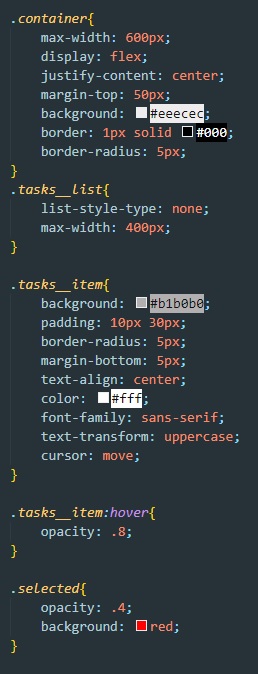 .container{
    max-width: 600px;
    display: flex;
    justify-content: center;
    margin-top: 50px;
    background: #eeecec;
    border: 1px solid #000;
    border-radius: 5px;
}
.tasks__list{
    list-style-type: none;
    max-width: 400px;
}

.tasks__item{
    background: #b1b0b0;
    padding: 10px 30px;
    border-radius: 5px;
    margin-bottom: 5px;
    text-align: center;
    color: #fff;
    font-family: sans-serif;
    text-transform: uppercase;
    cursor: move;
}

.tasks__item:hover{
    opacity: .8;
}

.selected{
    opacity: .4;
    background: red;
}